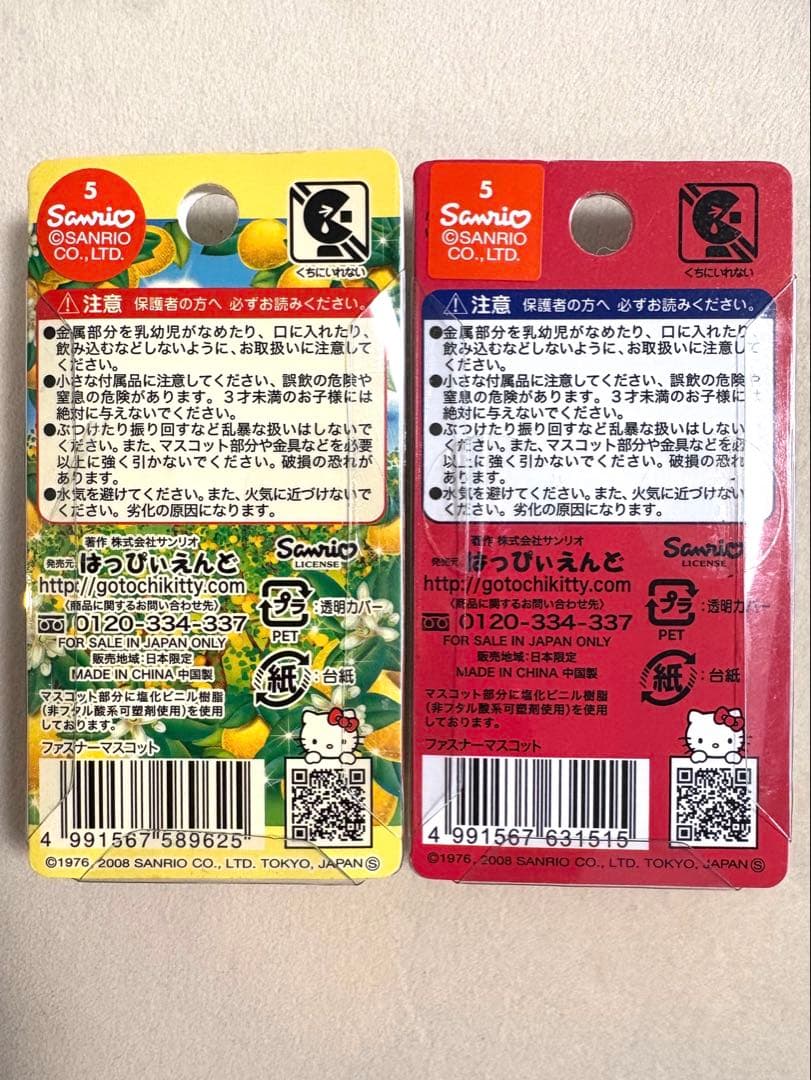 5
Sanrio
©SANRIO
CO.,LTD.
くちにいれない
注意 保護者の方へ 必ずお読みください。
●金属部分を乳幼児がなめたり、口に入れたり、
飲み込むなどしないように、お取扱いに注意して
ください。
●小さな付属品に注意してください、誤飲の危険や
窒息の危険があります。3才未満のお子様には
絶対に与えないでください。
●ぶつけたり振り回すなど乱暴な扱いはしないで
ください。また、マスコット部分や金具などを必要
以上に強く引かないでください。破損の恐れが
あります。
●水気を避けてください。また、火気に近づけないで
ください。劣化の原因になります。
著作 株式会社サンリオ
発売元 はっぴぃえんど
Sanrio
LICENSE
http://gotochikitty.com
〈商品に関するお問い合わせ先〉
0120-334-337
FOR SALE IN JAPAN ONLY
販売地域:日本限定
MADE IN CHINA 中国製
プラ :透明カバー
PET
紙 :台紙
マスコット部分に塩化ビニル樹脂
(非フタル酸系可塑剤使用)を使用
しております。
ファスナーマスコット
4 991567 589625
©1976, 2008 SANRIO CO., LTD. TOKYO, JAPAN Ⓢ
5
Sanrio
©SANRIO
CO.,LTD.
くちにいれない
注意 保護者の方へ 必ずお読みください。
●金属部分を乳幼児がなめたり、口に入れたり、
飲み込むなどしないように、お取扱いに注意して
ください。
●小さな付属品に注意してください、誤飲の危険や
窒息の危険があります。3才未満のお子様には
絶対に与えないでください。
●ぶつけたり振り回すなど乱暴な扱いはしないで
ください。また、マスコット部分や金具などを必要
以上に強く引かないでください。破損の恐れが
あります。
●水気を避けてください。また、火気に近づけないで
ください。劣化の原因になります。
著作 株式会社サンリオ
発売元 はっぴぃえんど
Sanrio
LICENSE
http://gotochikitty.com
〈商品に関するお問い合わせ先〉
0120-334-337
FOR SALE IN JAPAN ONLY
販売地域:日本限定
MADE IN CHINA 中国製
プラ :透明カバー
PET
紙 :台紙
マスコット部分に塩化ビニル樹脂
(非フタル酸系可塑剤使用)を使用
しております。
ファスナーマスコット
4 991567 631515
©1976, 2008 SANRIO CO., LTD. TOKYO, JAPAN Ⓢ